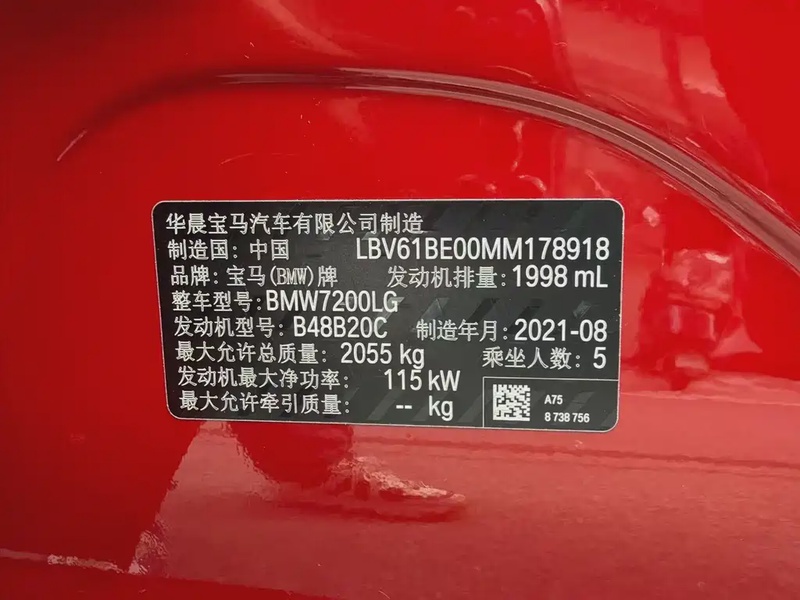 华晨宝马汽车有限公司制造
制造国: 中国 LBV61BE00MM178918
品牌: 宝马(BMW)牌 发动机排量: 1998 mL
整车型号: BMW7200LG
发动机型号: B48B20C 制造年月: 2021-08
最大允许总质量: 2055 kg 乘坐人数: 5
发动机最大净功率: 115 kW
最大允许牵引质量: -- kg
A75
8 738 756